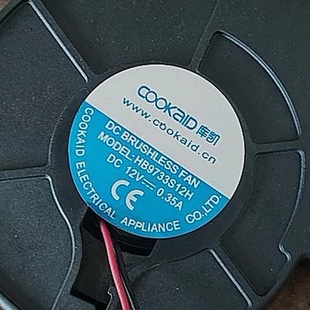 COOKAID 库凯
www.cookaid.cn
DC BRUSHLESS FAN
MODEL:HB9733S12H
DC 12V⎓ 0.35A
CE
COOKAID ELECTRICAL APPLIANCE CO.,LTD.